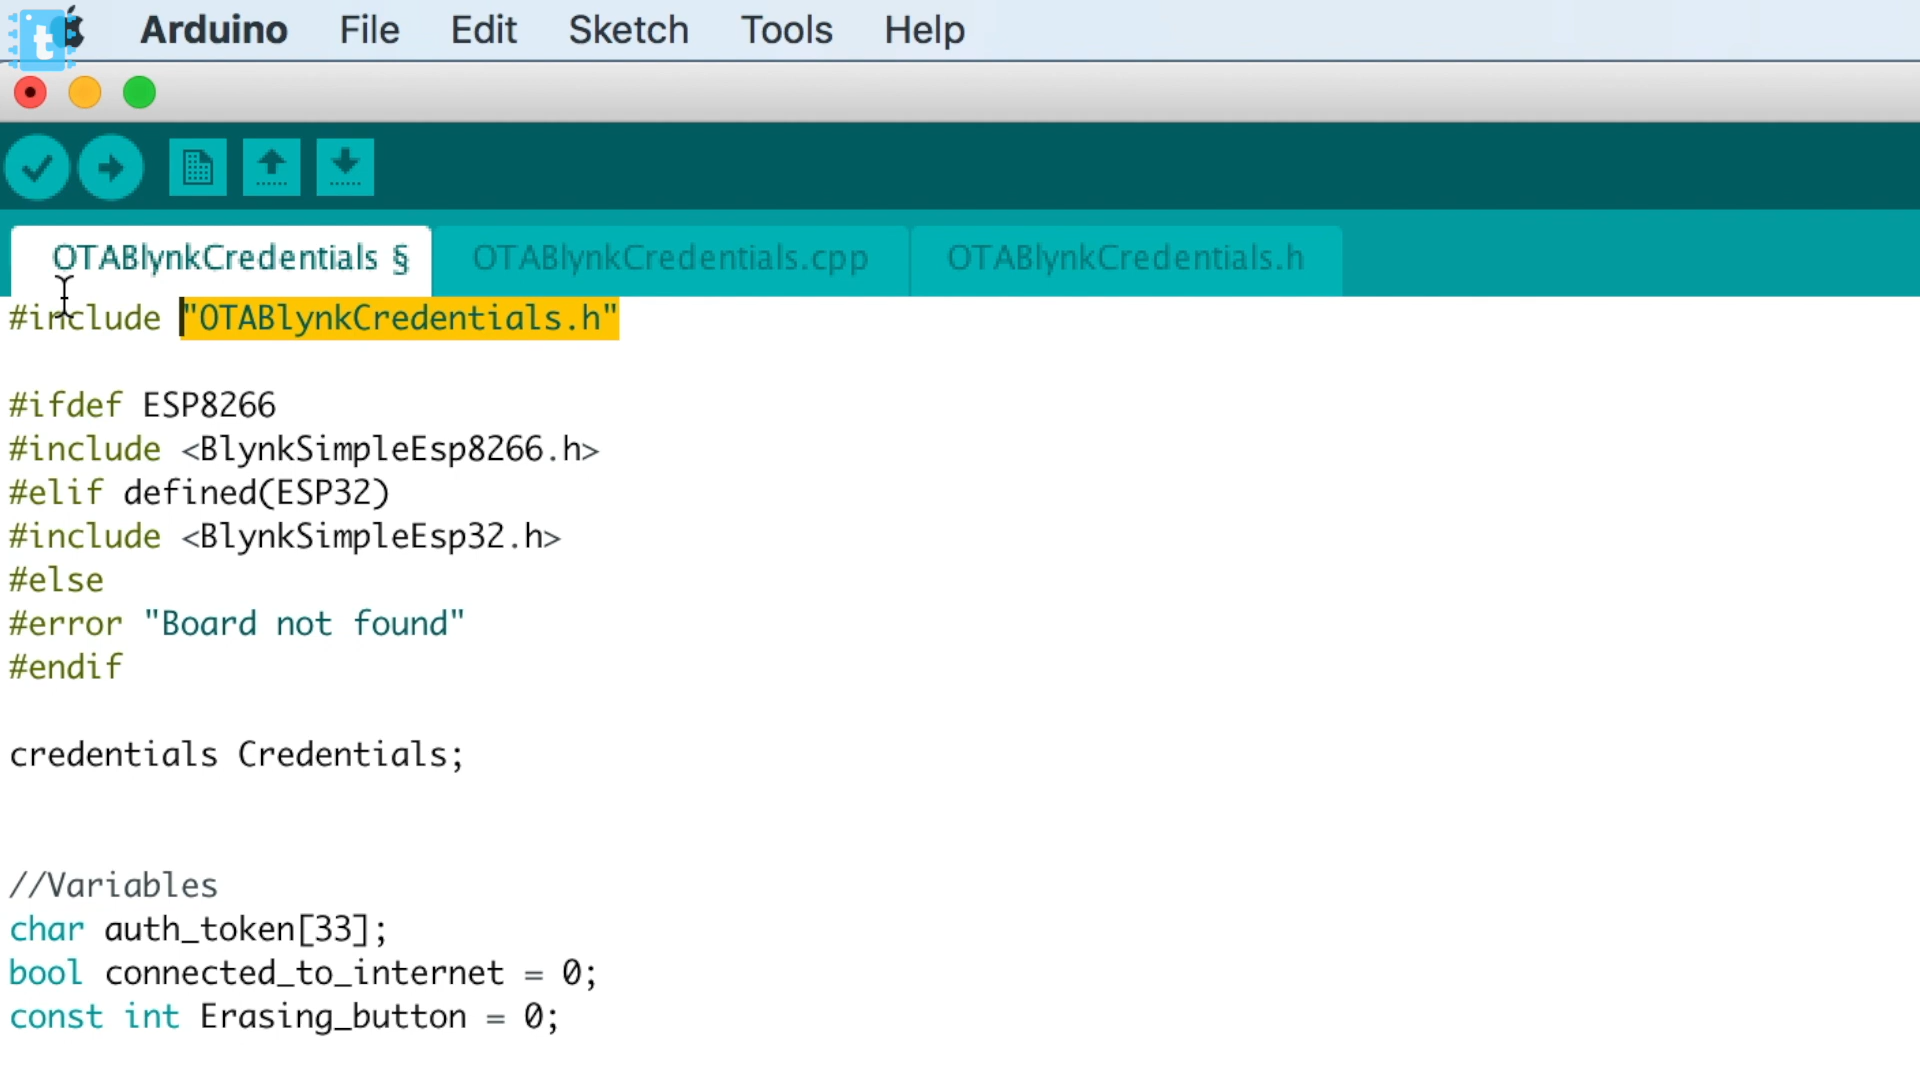 t
Arduino File Edit Sketch Tools Help
OTABlynkCredentials § OTABlynkCredentials.cpp OTABlynkCredentials.h
#include "OTABlynkCredentials.h"
#ifdef ESP8266
#include <BlynkSimpleEsp8266.h>
#elif defined(ESP32)
#include <BlynkSimpleEsp32.h>
#else
#error "Board not found"
#endif
credentials Credentials;
//Variables
char auth_token[33];
bool connected_to_internet = 0;
const int Erasing_button = 0;